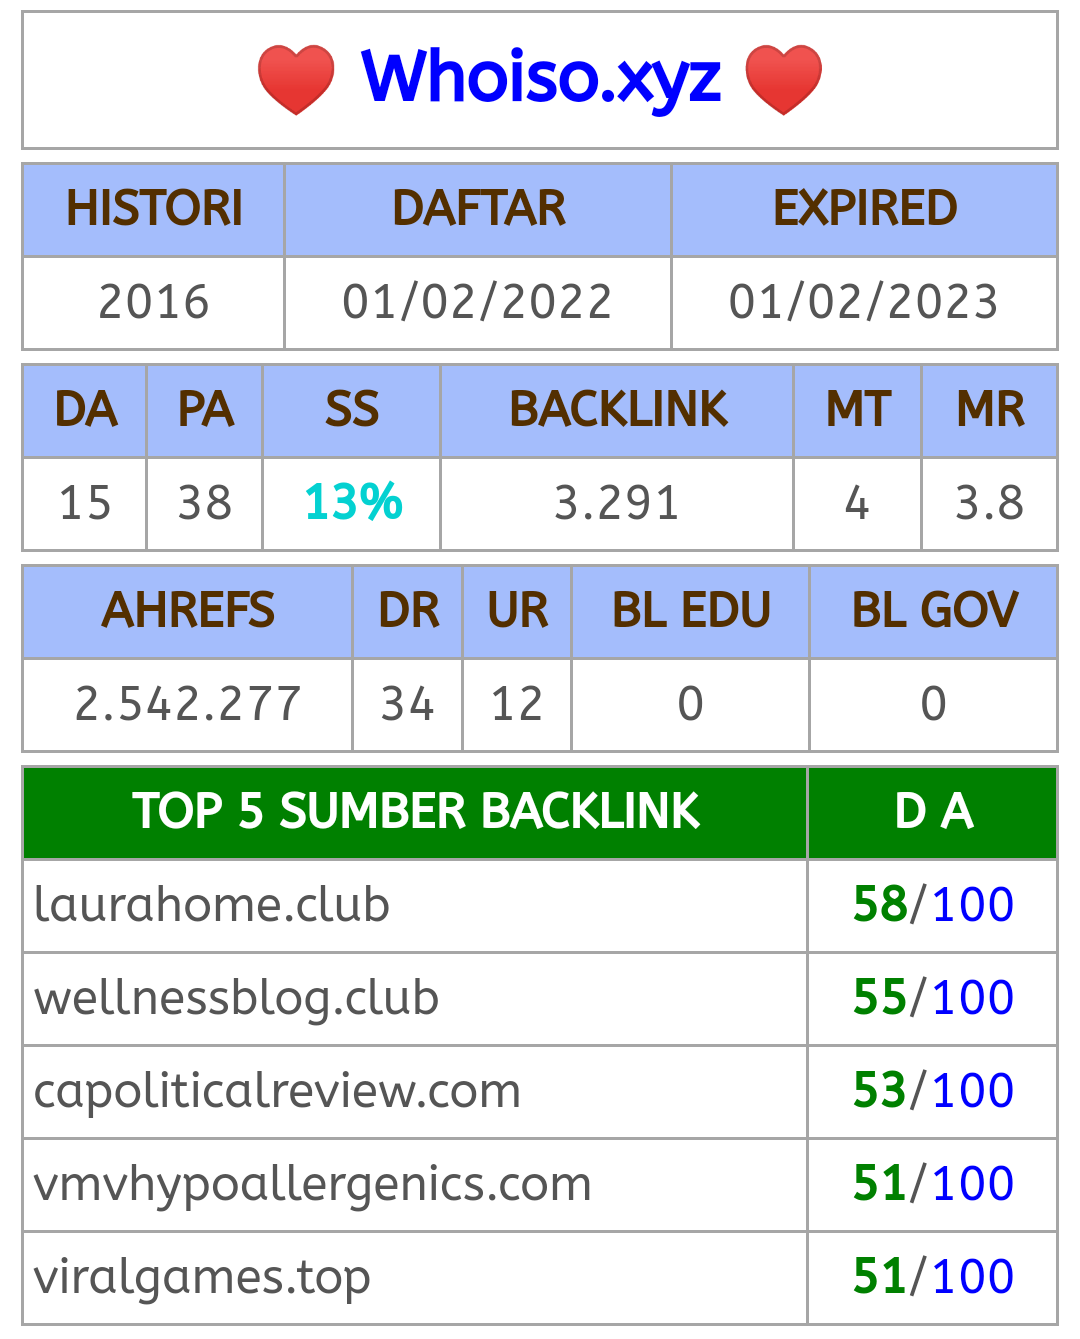 ❤️ Whoiso.xyz ❤️
HISTORI DAFTAR EXPIRED
2016 01/02/2022 01/02/2023
DA PA SS BACKLINK MT MR
15 38 13% 3.291 4 3.8
AHREFS DR UR BL EDU BL GOV
2.542.277 34 12 0 0
TOP 5 SUMBER BACKLINK D A
laurahome.club 58/100
wellnessblog.club 55/100
capoliticalreview.com 53/100
vmvhypoallergenics.com 51/100
viralgames.top 51/100